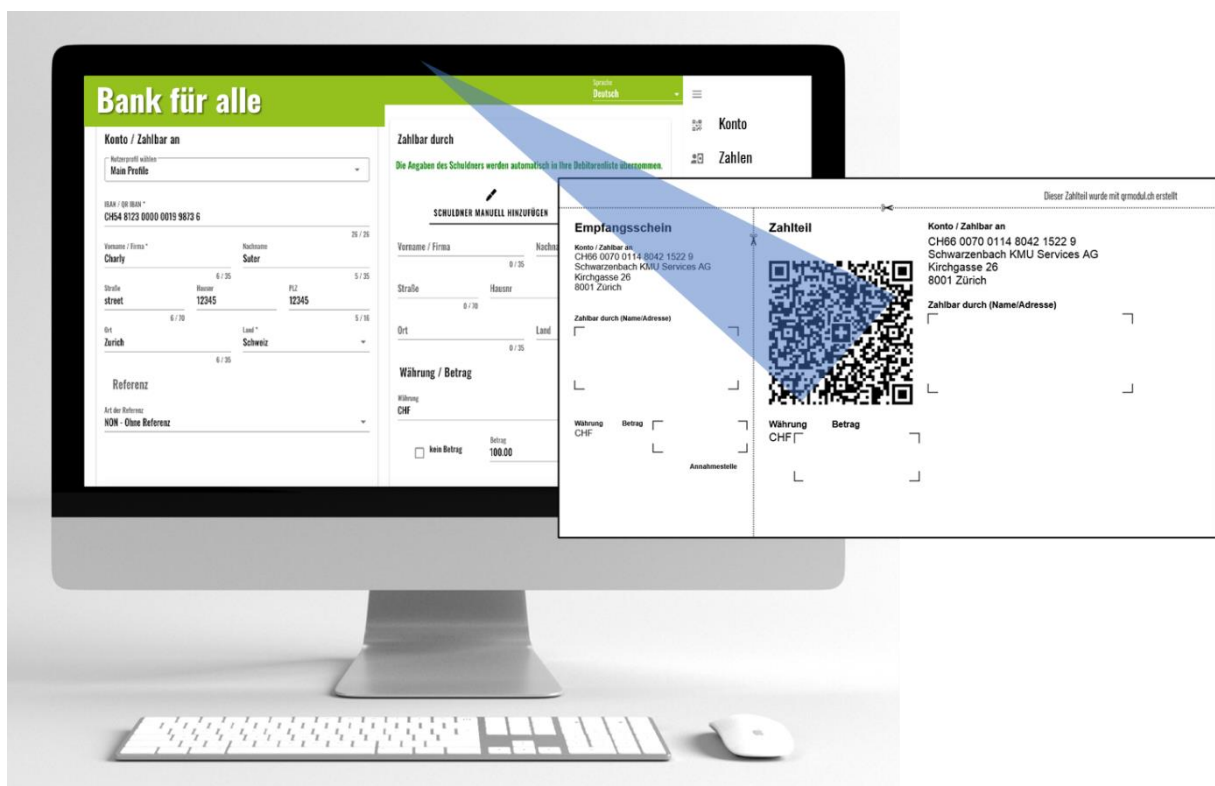 Bank für alle
Sprache
Deutsch
Konto
Zahlen
Konto / Zahlbar an
Nutzerprofil wählen
Main Profile
IBAN / QR IBAN *
CH54 8123 0000 0019 9873 6
26 / 26
Vorname / Firma *
Nachname
Charly
Suter
6 / 35
5 / 35
Straße
Hausnr
PLZ
street
12345
12345
6 / 70
5 / 16
Ort
Land *
Zurich
Schweiz
6 / 35
Referenz
Art der Referenz
NON - Ohne Referenz
Zahlbar durch
Die Angaben des Schuldners werden automatisch in Ihre Debitorenliste übernommen.
SCHULDNER MANUELL HINZUFÜGEN
Vorname / Firma
0 / 35
Straße
Hausnr
0 / 70
Ort
Land
0 / 35
Währung / Betrag
Währung
CHF
kein Betrag
Betrag
100.00
Dieser Zahlteil wurde mit qrmodul.ch erstellt
Empfangsschein
Konto / Zahlbar an
CH66 0070 0114 8042 1522 9
Schwarzenbach KMU Services AG
Kirchgasse 26
8001 Zürich
Zahlbar durch (Name/Adresse)
Währung
Betrag
CHF
Annahmestelle
Zahlteil
Währung
Betrag
CHF
Konto / Zahlbar an
CH66 0070 0114 8042 1522 9
Schwarzenbach KMU Services AG
Kirchgasse 26
8001 Zürich
Zahlbar durch (Name/Adresse)